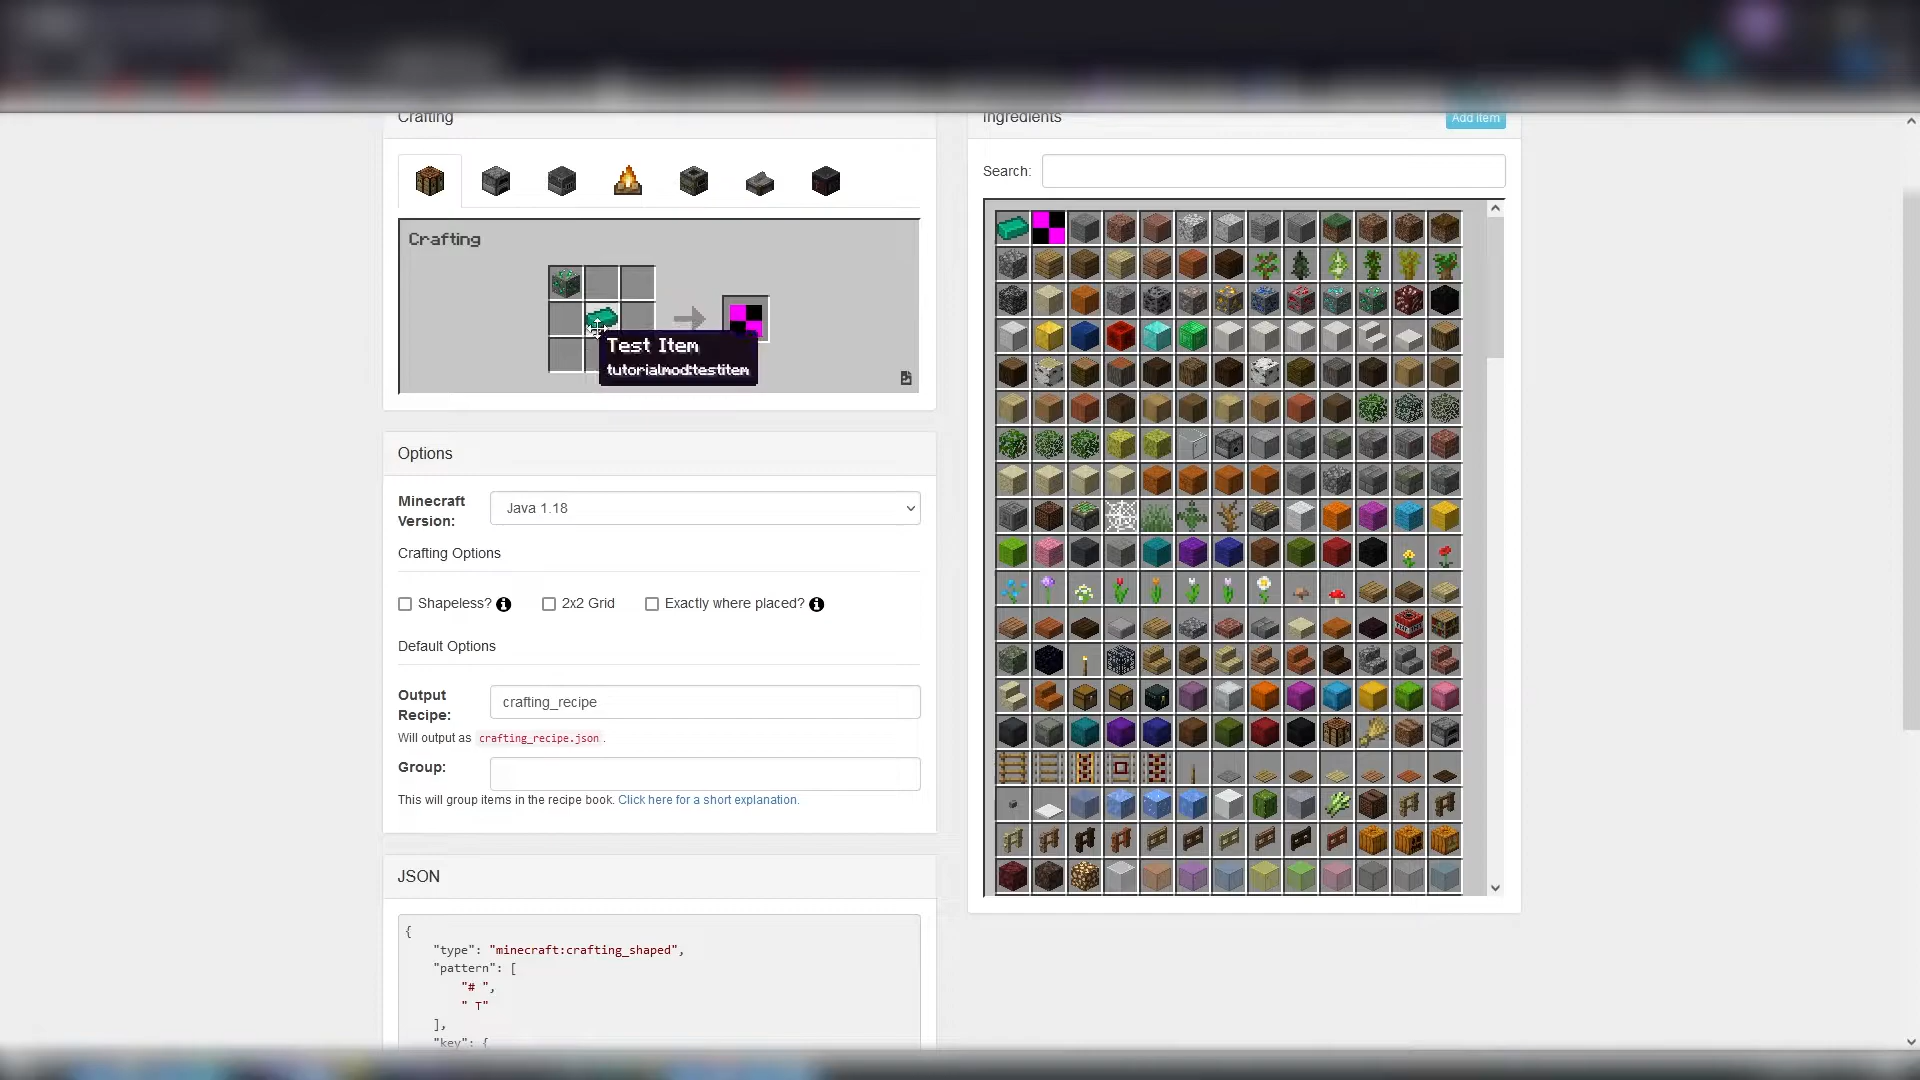 Crafting
Crafting
Test Item
tutorialmod:testitem
Options
Minecraft
Version:
Java 1.18
Crafting Options
Shapeless?
2x2 Grid
Exactly where placed?
Default Options
Output
Recipe:
crafting_recipe
Will output as crafting_recipe.json.
Group:
This will group items in the recipe book. Click here for a short explanation.
JSON
{
"type": "minecraft:crafting_shaped",
"pattern": [
"# ",
" T"
],
"key": {
Ingredients
Add Item
Search: